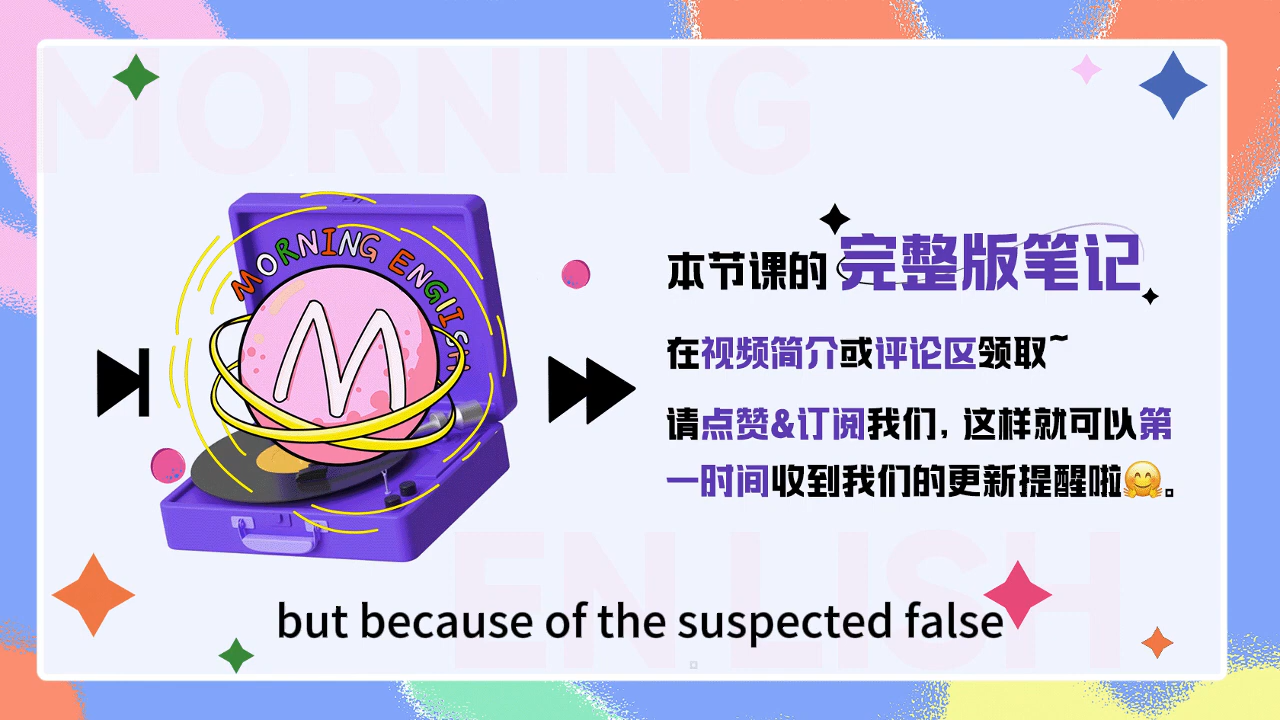 MORNING
MORNING ENGlISH
M
本节课的 完整版笔记
在视频简介或评论区领取~
请点赞&订阅我们, 这样就可以第
一时间收到我们的更新提醒啦🤗。
EN LISH
but because of the suspected false